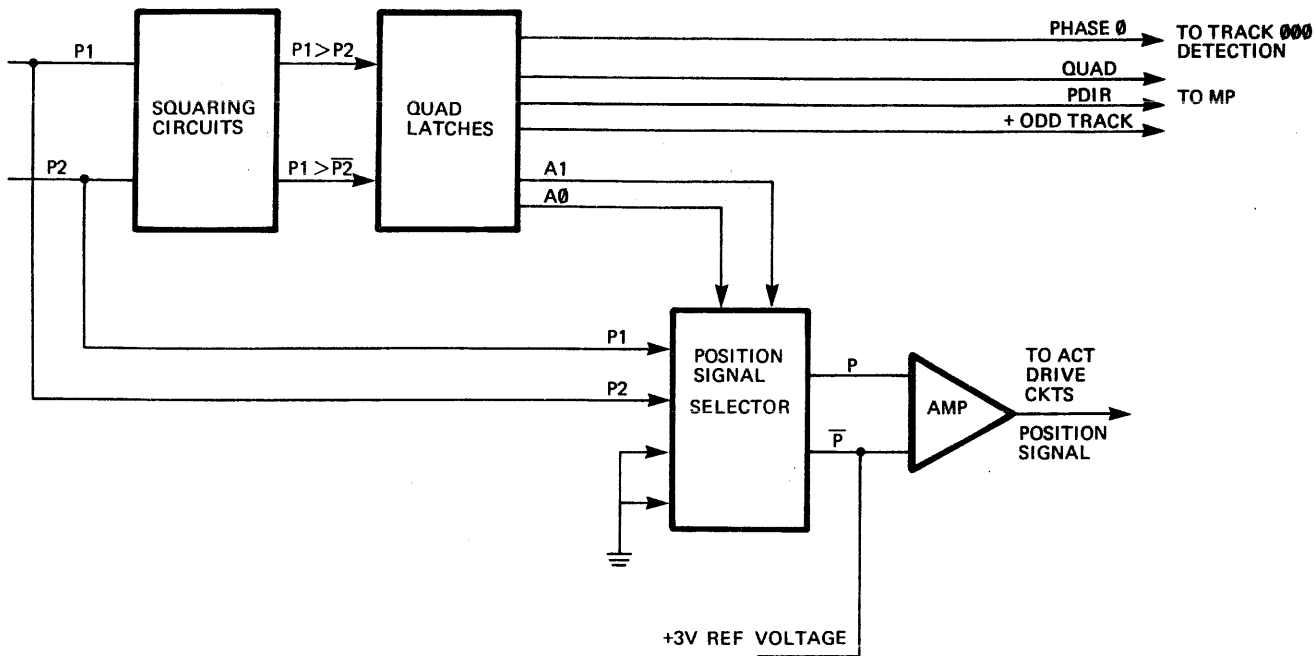 PHASE Ø
TO TRACK ØØØ
DETECTION
P1
P1>P2
QUAD
PDIR
TO MP
SQUARING
CIRCUITS
QUAD
LATCHES
+ ODD TRACK
P2
P1 > P̅2̅
A1
AØ
P1
P2
POSITION
SIGNAL
SELECTOR
P
P̅
AMP
TO ACT
DRIVE
CKTS
POSITION
SIGNAL
+3V REF VOLTAGE